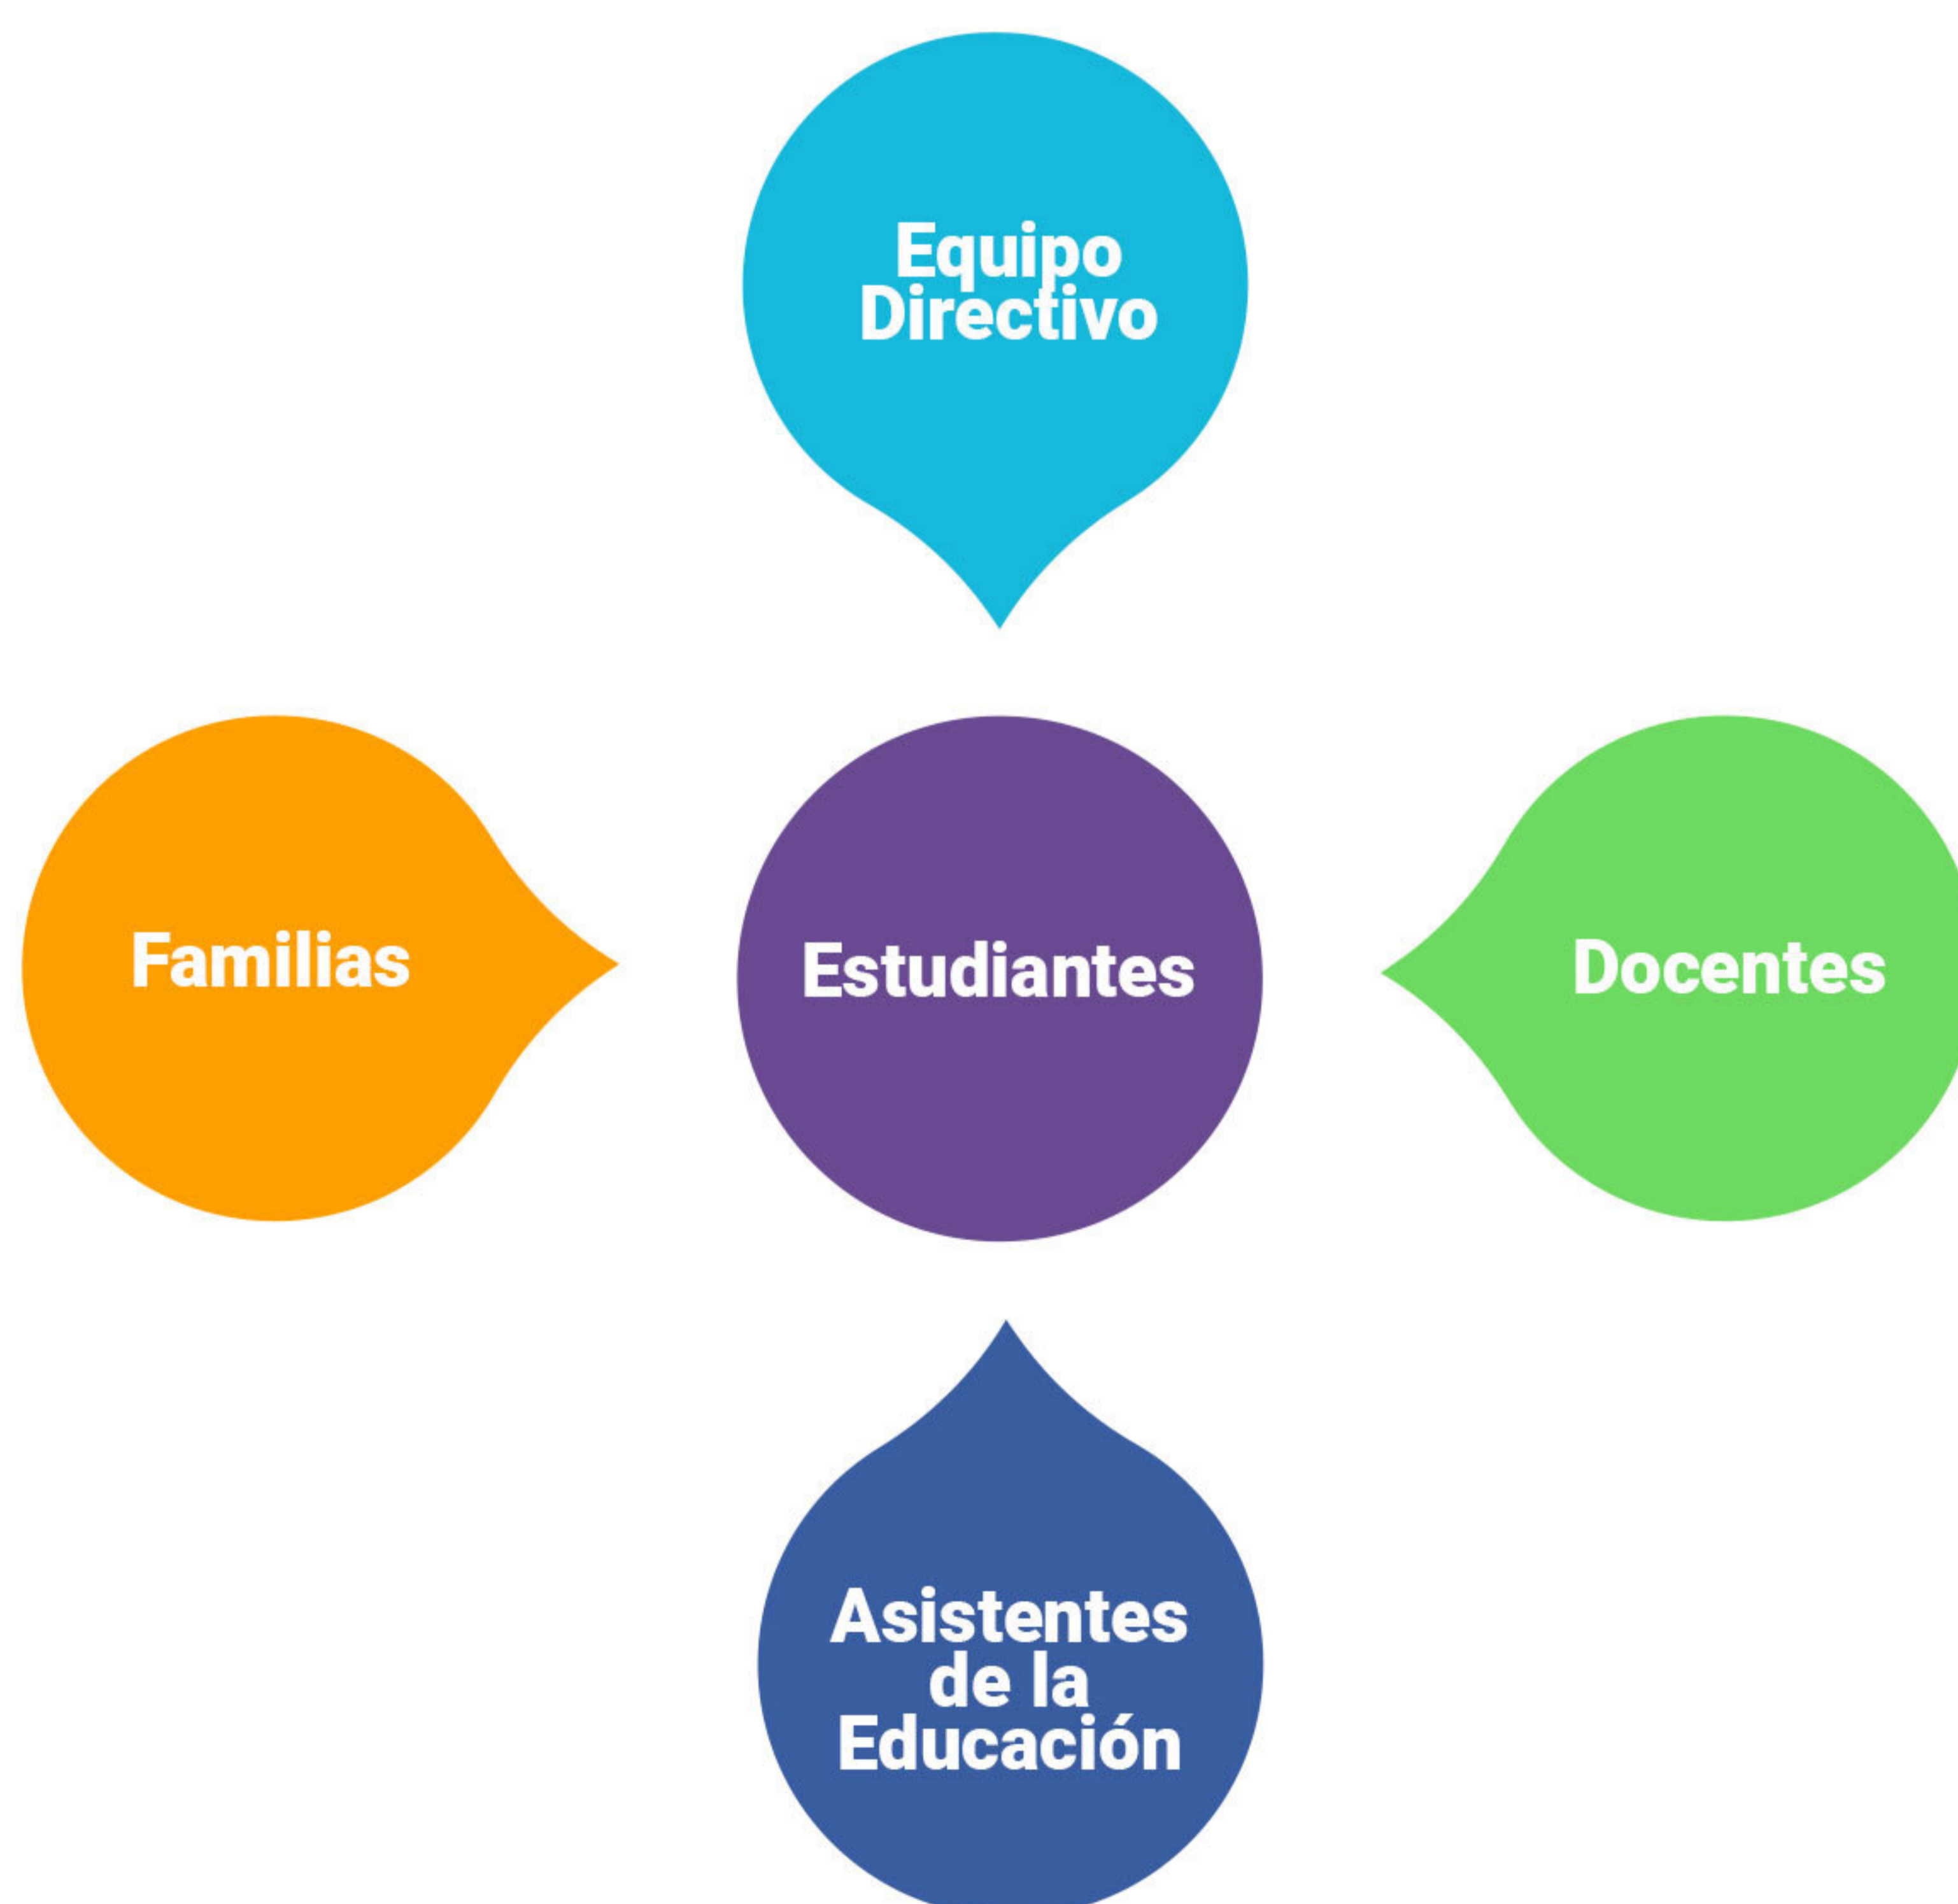 Equipo
Directivo
Familias
Estudiantes
Docentes
Asistentes
de la
Educación